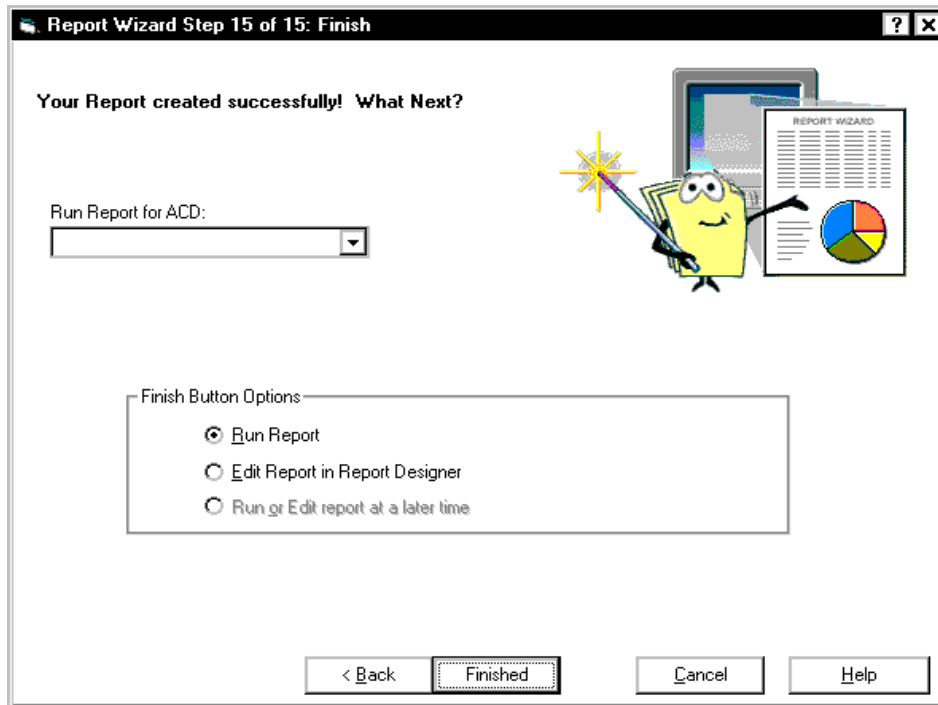 Report Wizard Step 15 of 15: Finish
Your Report created successfully!  What Next?
REPORT WIZARD
Run Report for ACD:
Finish Button Options
Run Report
Edit Report in Report Designer
Run or Edit report at a later time
< Back
Finished
Cancel
Help